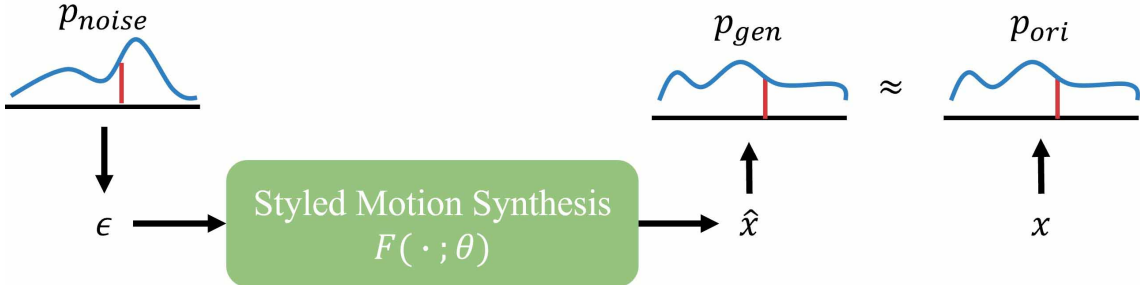 p_noise
p_gen
p_ori
≈
ϵ
Styled Motion Synthesis
F( · ; θ)
x̂
x